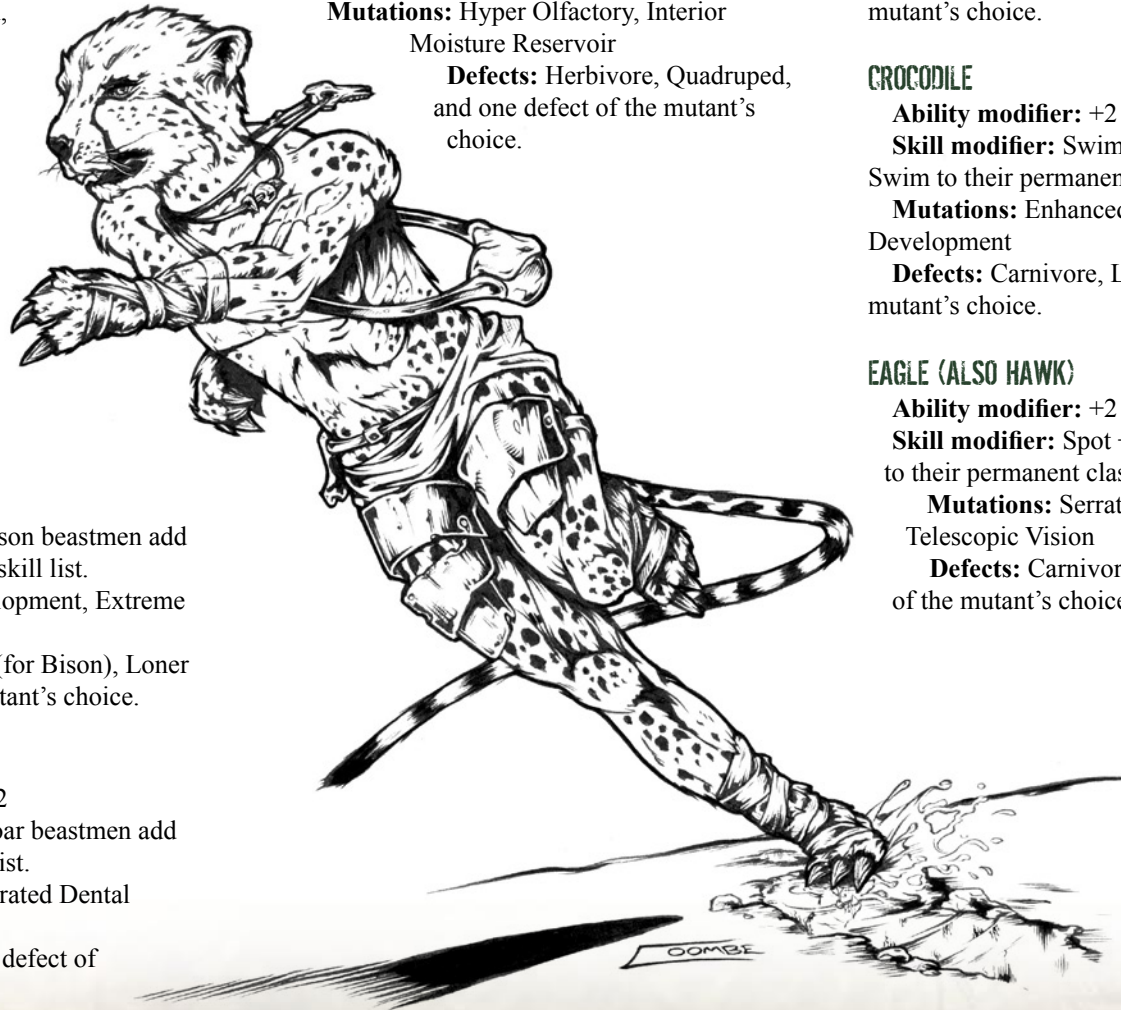 son beastmen add
skill list.
lopment, Extreme
(for Bison), Loner
tant’s choice.
2
oar beastmen add
ist.
rated Dental
defect of
Mutations: Hyper Olfactory, Interior
Moisture Reservoir
Defects: Herbivore, Quadruped,
and one defect of the mutant’s
choice.
mutant’s choice.
CROCODILE
Ability modifier: +2
Skill modifier: Swim
Swim to their permanen
Mutations: Enhanced
Development
Defects: Carnivore, L
mutant’s choice.
EAGLE (ALSO HAWK)
Ability modifier: +2
Skill modifier: Spot +
to their permanent clas
Mutations: Serrat
Telescopic Vision
Defects: Carnivor
of the mutant’s choice
COOMBE